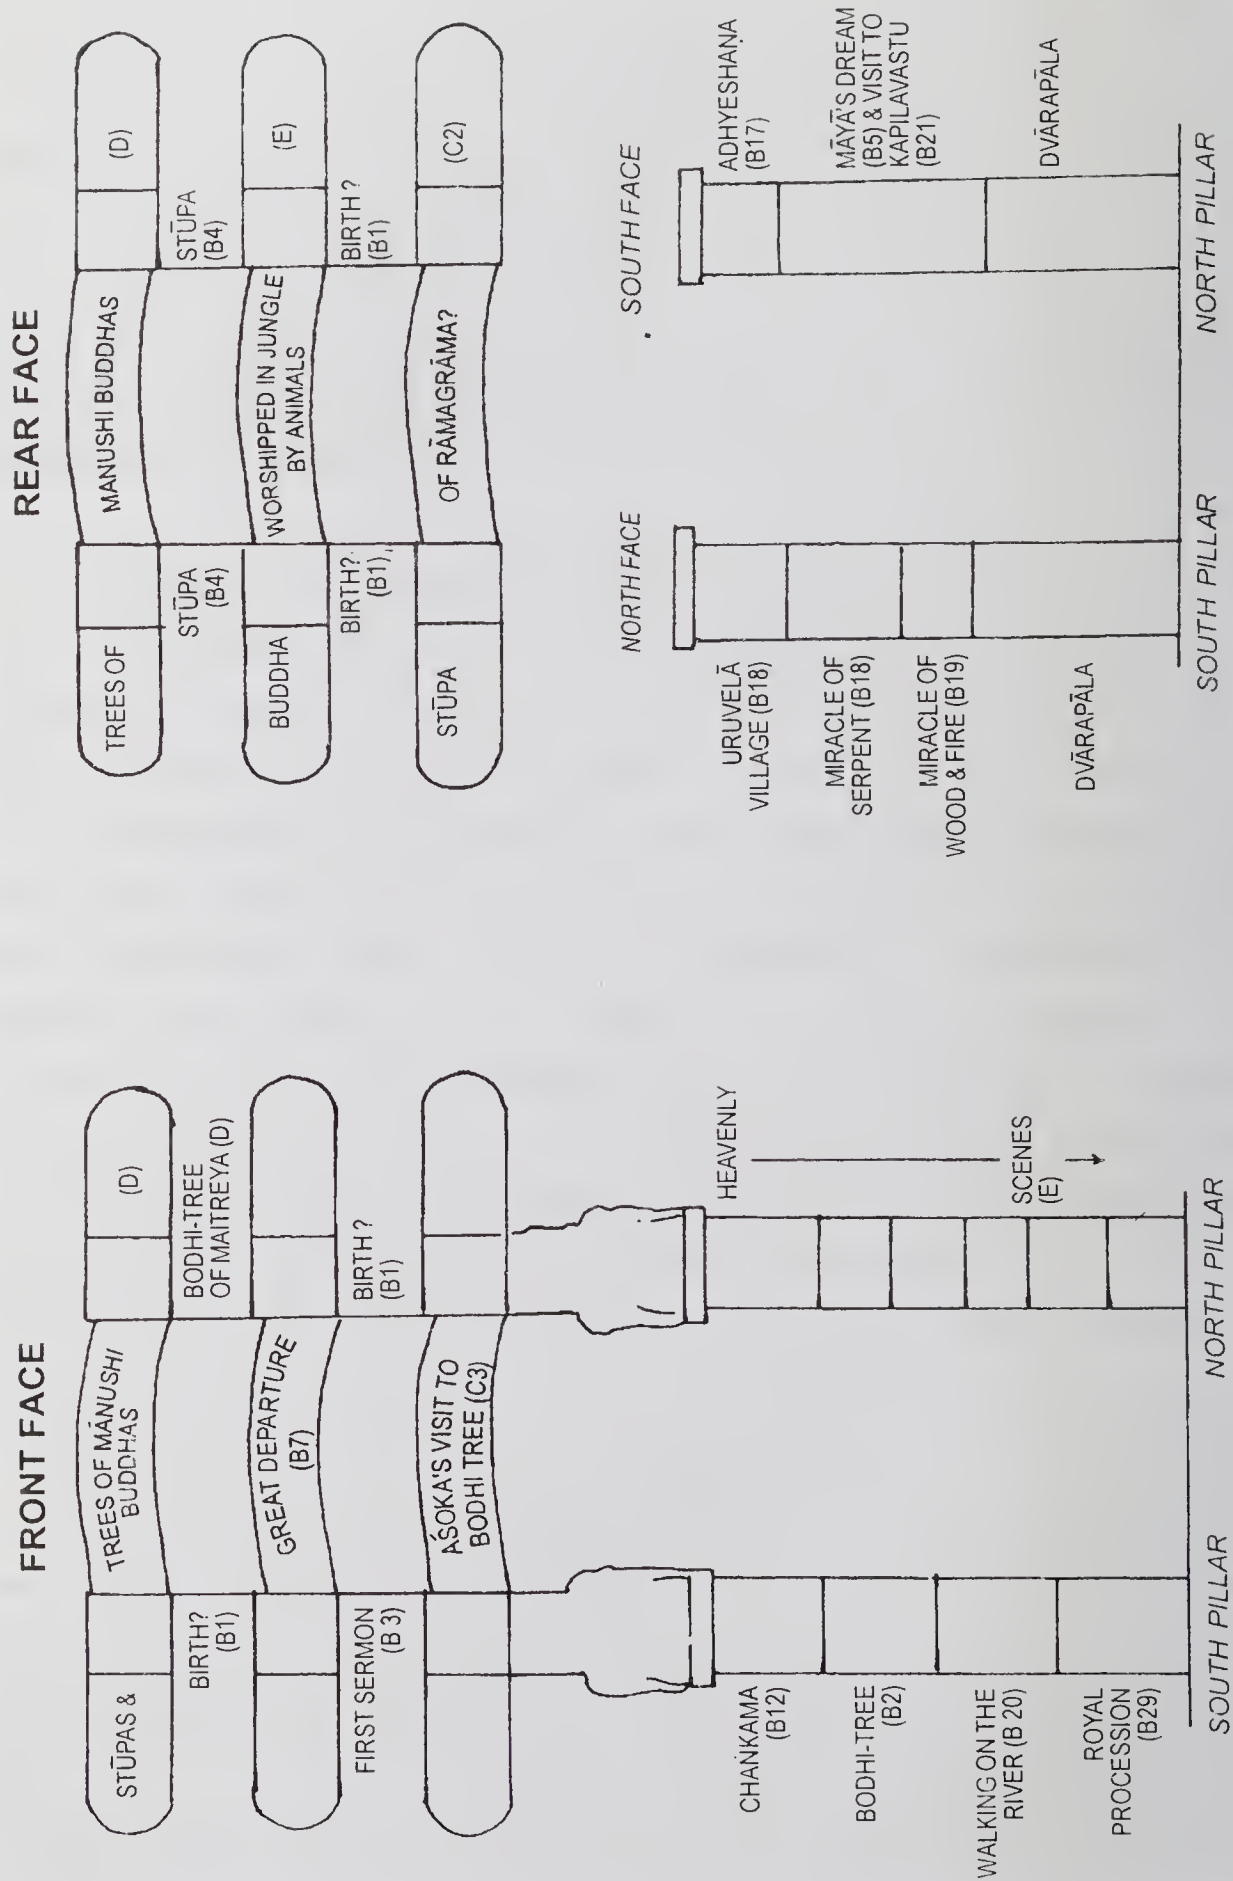 FRONT FACE
STŪPAS &
TREES OF MĀNUSHI
BUDDHAS
(D)
BIRTH?
(B1)
BODHI-TREE
OF MAITREYA (D)
GREAT DEPARTURE
(B7)
FIRST SERMON
(B 3)
BIRTH?
(B1)
AŚOKA'S VISIT TO
BODHI TREE (C3)
CHAṄKAMA
(B12)
BODHI-TREE
(B2)
WALKING ON THE
RIVER (B 20)
ROYAL
PROCESSION
(B29)
HEAVENLY
SCENES
(E)
SOUTH PILLAR
NORTH PILLAR
REAR FACE
TREES OF
MANUSHI BUDDHAS
(D)
STŪPA
(B4)
STŪPA
(B4)
BUDDHA
WORSHIPPED IN JUNGLE
BY ANIMALS
(E)
BIRTH?
(B1)
BIRTH?
(B1)
STŪPA
OF RĀMAGRĀMA?
(C2)
NORTH FACE
SOUTH FACE
URUVELĀ
VILLAGE (B18)
MIRACLE OF
SERPENT (B18)
MIRACLE OF
WOOD & FIRE (B19)
DVĀRAPĀLA
ADHYESHAṆA
(B17)
MĀYĀ'S DREAM
(B5) & VISIT TO
KAPILAVASTU
(B21)
DVĀRAPĀLA
SOUTH PILLAR
NORTH PILLAR